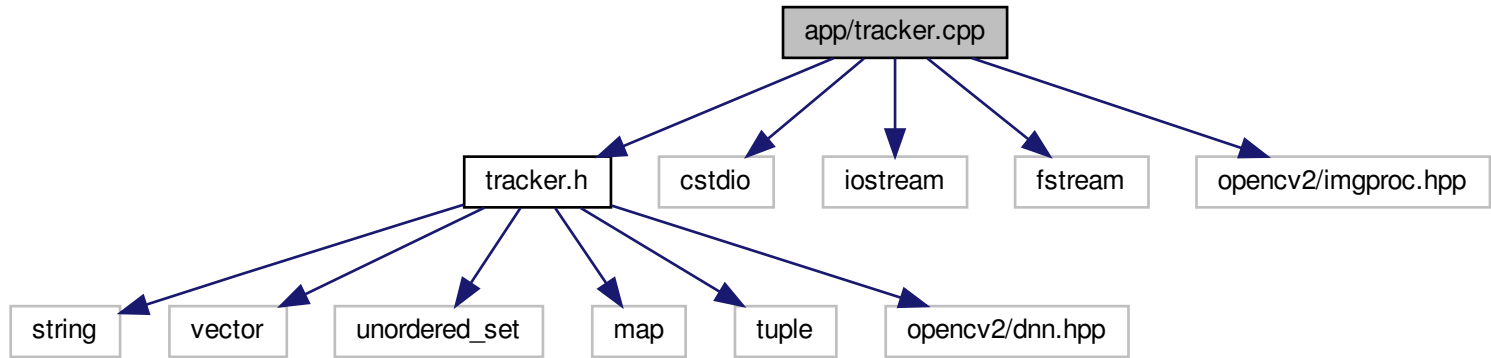 app/tracker.cpp
tracker.h
cstdio
iostream
fstream
opencv2/imgproc.hpp
string
vector
unordered_set
map
tuple
opencv2/dnn.hpp